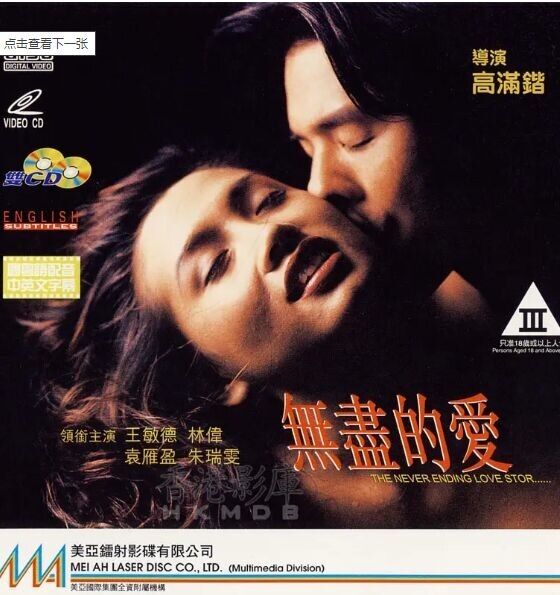 点击查看下一张
DIGITAL VIDEO
VIDEO CD
雙CD
ENGLISH
SUBTITLES
國粵語配音
中英文字幕
導演
高滿鍇
III
只准18歲或以上人士
Persons Aged 18 and Above
領銜主演 王敏德 林偉
袁雁盈 朱瑞雯
無盡的愛
THE NEVER ENDING LOVE STOR......
香港影庫
HKMDB
美亞鐳射影碟有限公司
MEI AH LASER DISC CO., LTD. (Multimedia Division)
美亞國際集團全資附屬機構